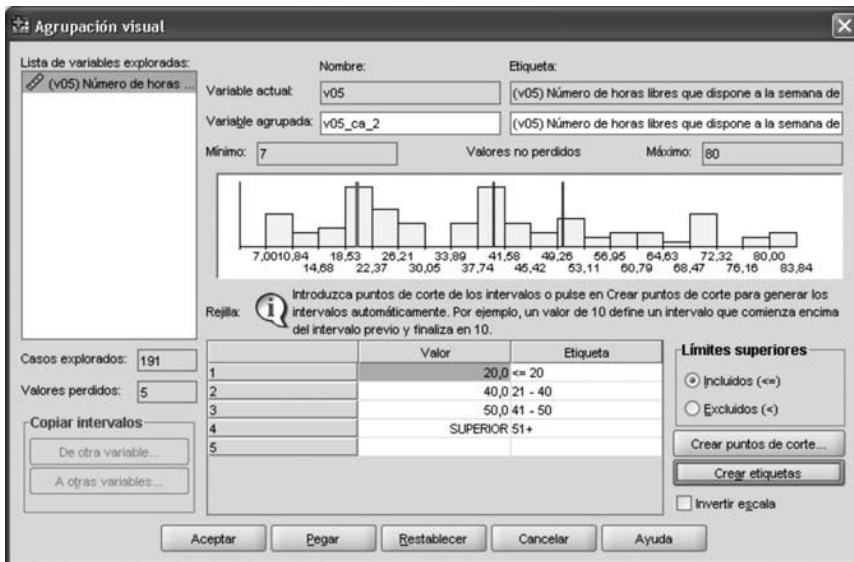 Agrupación visual
Lista de variables exploradas:
(v05) Número de horas ...
Nombre:
Etiqueta:
Variable actual:
v05
(v05) Número de horas libres que dispone a la semana de
Variable agrupada:
v05_ca_2
(v05) Número de horas libres que dispone a la semana de
Mínimo:
7
Valores no perdidos
Máximo:
80
7,00 10,84 18,53 26,21 33,89 41,58 49,26 56,95 64,63 72,32 80,00
14,68 22,37 30,05 37,74 45,42 53,11 60,79 68,47 76,16 83,84
Rejilla:
Introduzca puntos de corte de los intervalos o pulse en Crear puntos de corte para generar los
intervalos automáticamente. Por ejemplo, un valor de 10 define un intervalo que comienza encima
del intervalo previo y finaliza en 10.
Casos explorados: 191
Valores perdidos: 5
Copiar intervalos
De otra variable...
A otras variables...
Valor Etiqueta
1 20,0 <= 20
2 40,0 21 - 40
3 50,0 41 - 50
4 SUPERIOR 51+
5
Límites superiores
Incluidos (<=)
Excluidos (<)
Crear puntos de corte...
Crear etiquetas
Invertir escala
Aceptar
Pegar
Restablecer
Cancelar
Ayuda